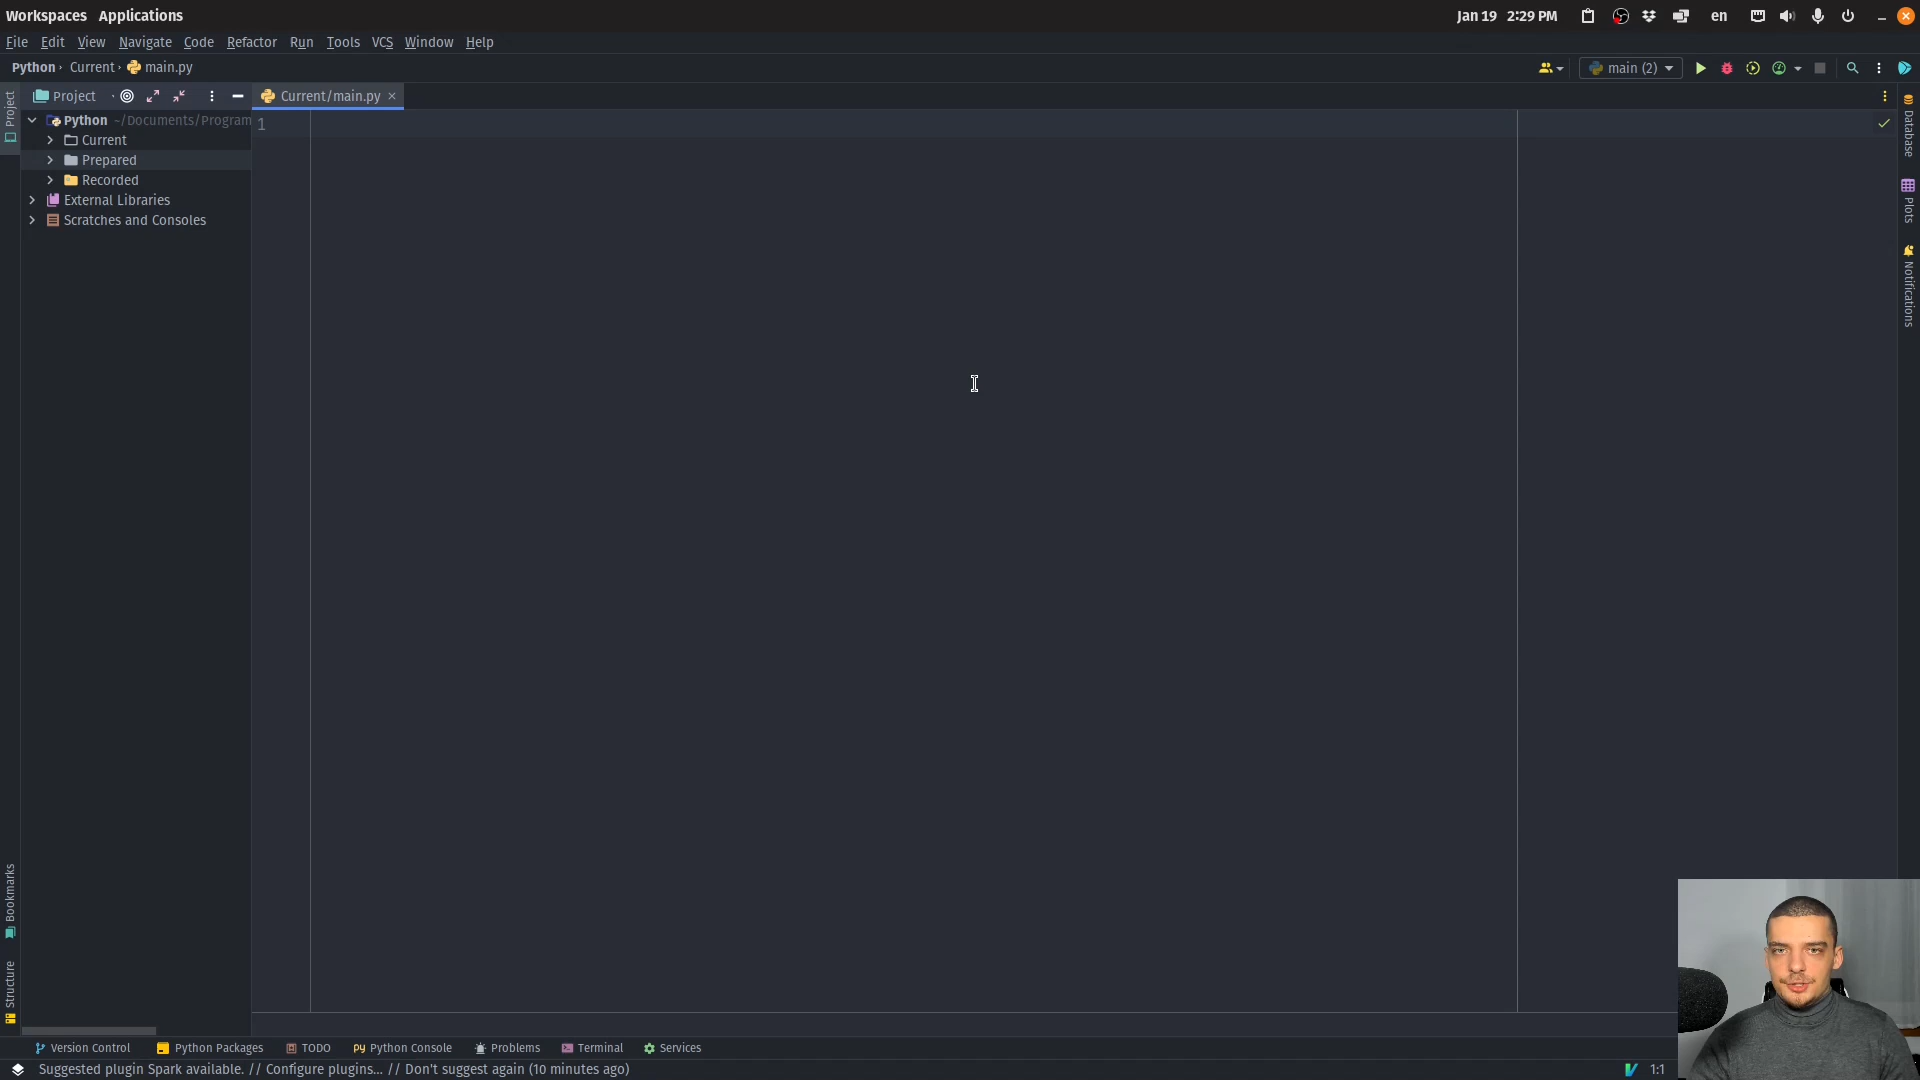 Workspaces Applications Jan 19 2:29 PM en
File Edit View Navigate Code Refactor Run Tools VCS Window Help
Python Current main.py main (2)
Project Current/main.py
Python ~/Documents/Program
1
Current
Prepared
Recorded
External Libraries
Scratches and Consoles
Project
Bookmarks
Structure
Database
Plots
Notifications
Version Control Python Packages TODO Python Console Problems Terminal Services
Suggested plugin Spark available. // Configure plugins... // Don't suggest again (10 minutes ago) 1:1